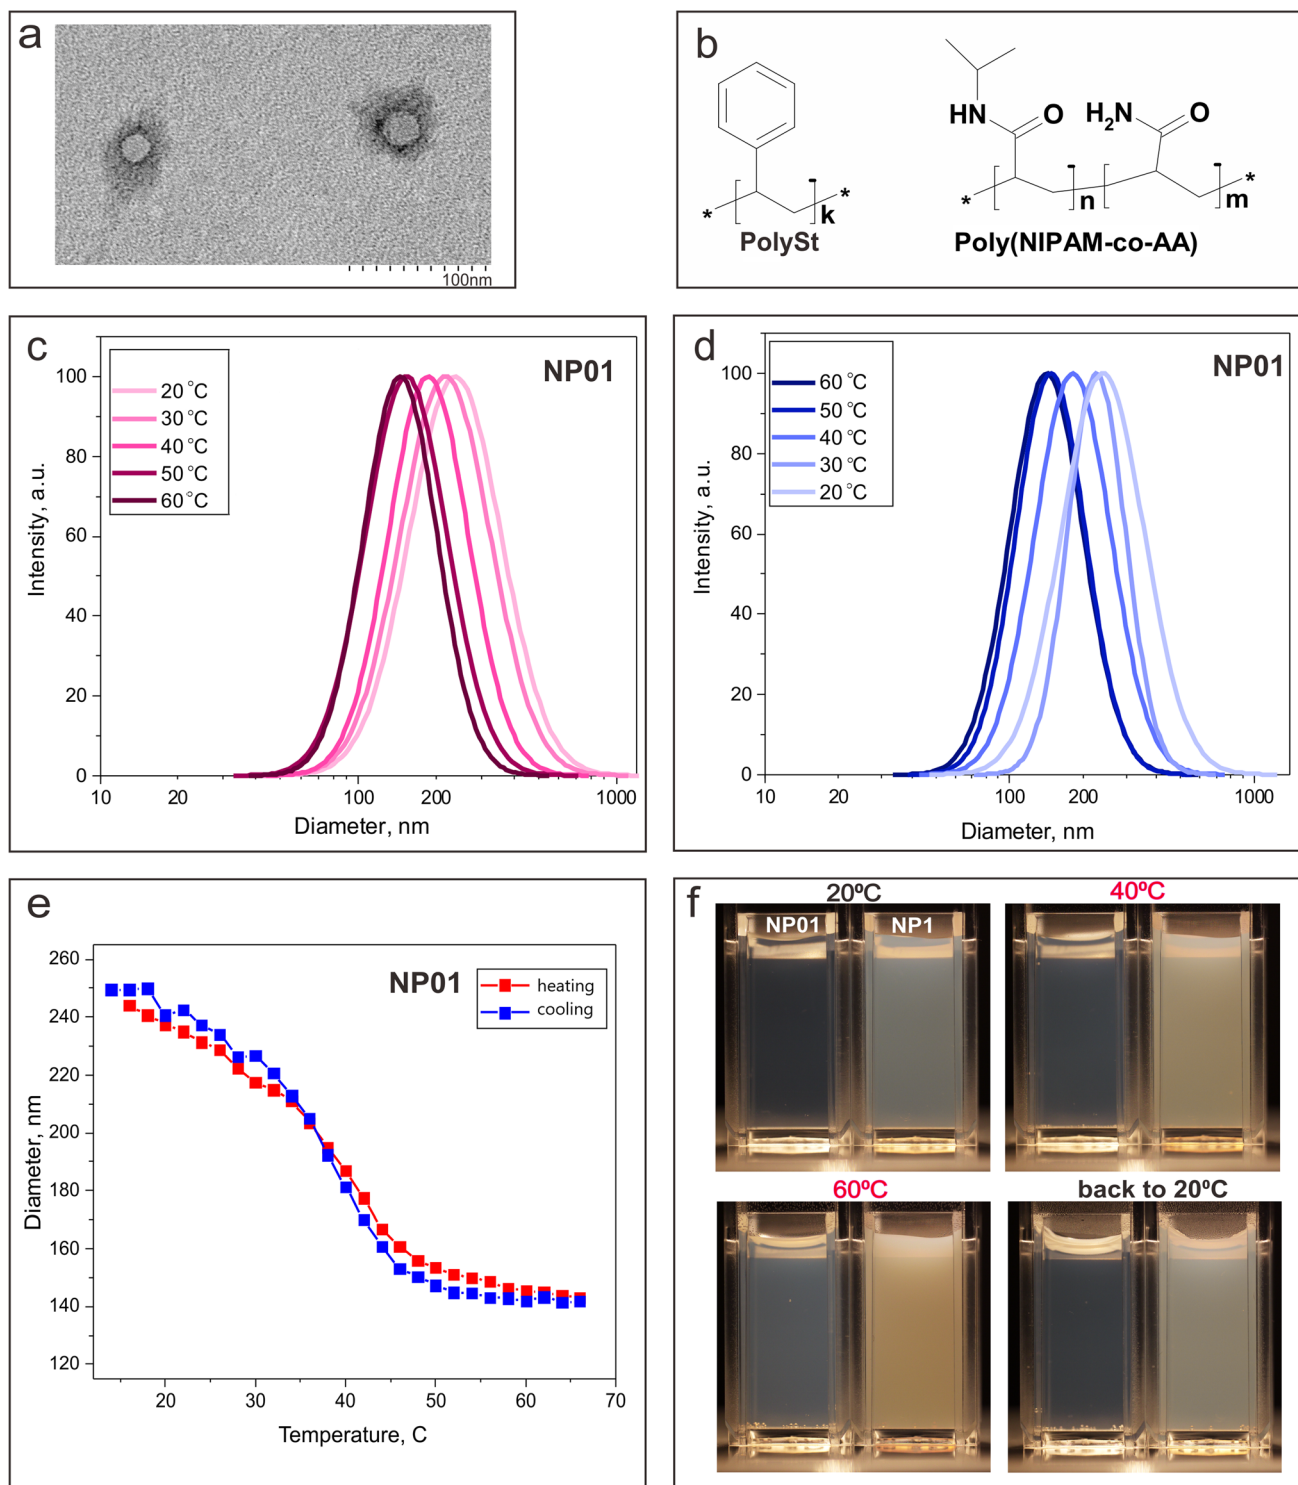 a
100nm
b
HN
O
H₂N
O
*
*
*
*
k
n
m
PolySt
Poly(NIPAM-co-AA)
c
NP01
20 °C
30 °C
40 °C
50 °C
60 °C
100
80
60
40
20
0
Intensity, a.u.
10 20 100 200 1000
Diameter, nm
d
NP01
60 °C
50 °C
40 °C
30 °C
20 °C
100
80
60
40
20
0
Intensity, a.u.
10 20 100 200 1000
Diameter, nm
e
NP01
heating
cooling
260
240
220
200
180
160
140
120
Diameter, nm
20 30 40 50 60 70
Temperature, C
f
20ºC
40ºC
NP01
NP1
60ºC
back to 20ºC